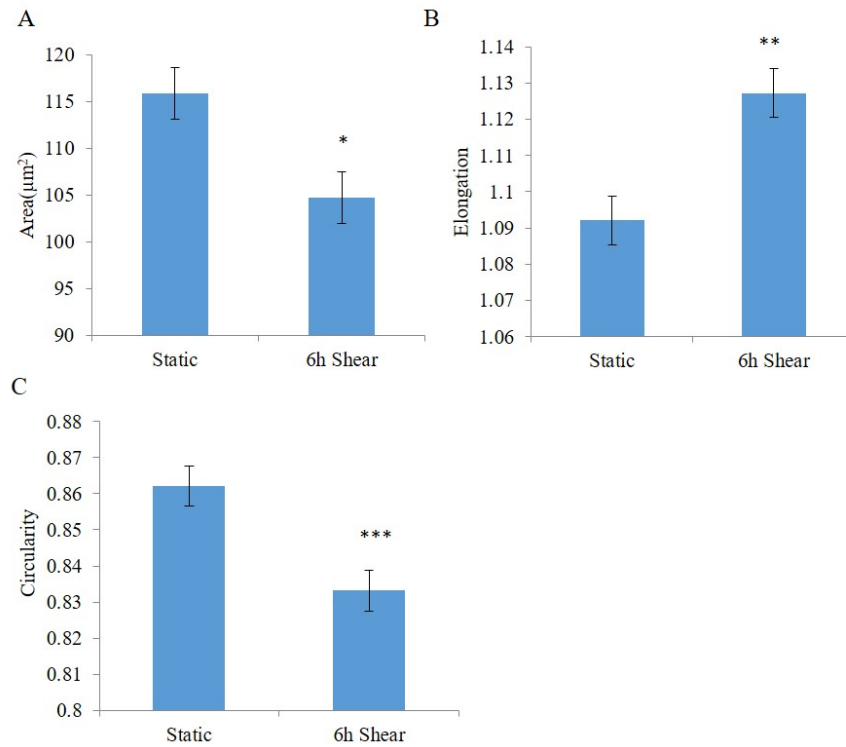 A
120
115
110
105
100
95
90
Area(μm²)
*
Static
6h Shear
B
1.14
1.13
1.12
1.11
1.1
1.09
1.08
1.07
1.06
Elongation
**
Static
6h Shear
C
0.88
0.87
0.86
0.85
0.84
0.83
0.82
0.81
0.8
Circularity
***
Static
6h Shear